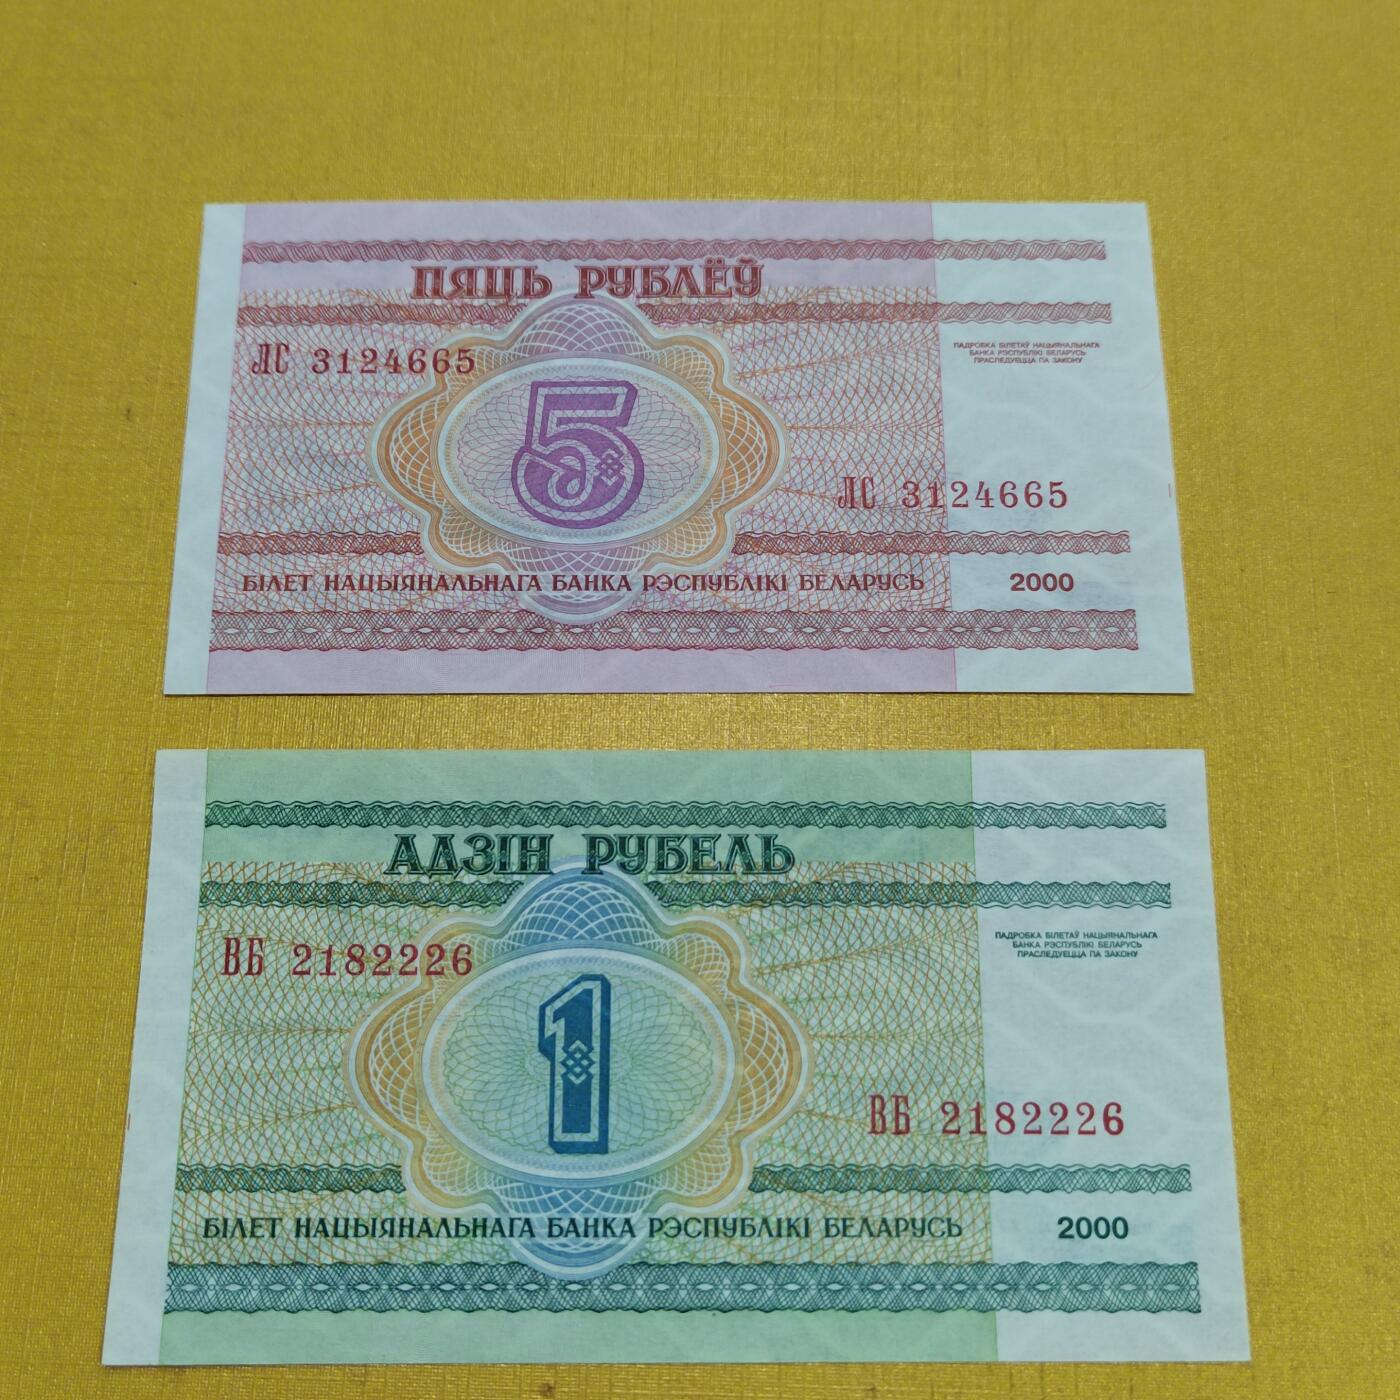 ПЯЦЬ РУБЛЁЎ
ЛС 3124665
ПАДРОБКА БІЛЕТАЎ НАЦЫЯНАЛЬНАГА
БАНКА РЭСПУБЛІКІ БЕЛАРУСЬ
ПРАСЛЕДУЕЦЦА ПА ЗАКОНУ
5
ЛС 3124665
БІЛЕТ НАЦЫЯНАЛЬНАГА БАНКА РЭСПУБЛІКІ БЕЛАРУСЬ 2000
АДЗІН РУБЕЛЬ
ВБ 2182226
ПАДРОБКА БІЛЕТАЎ НАЦЫЯНАЛЬНАГА
БАНКА РЭСПУБЛІКІ БЕЛАРУСЬ
ПРАСЛЕДУЕЦЦА ПА ЗАКОНУ
1
ВБ 2182226
БІЛЕТ НАЦЫЯНАЛЬНАГА БАНКА РЭСПУБЛІКІ БЕЛАРУСЬ 2000